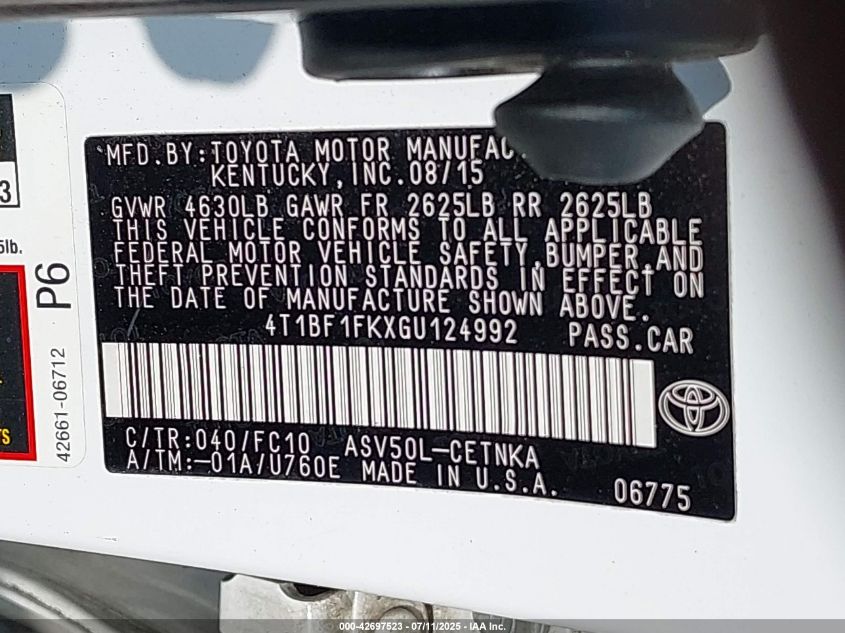 MFD.BY:TOYOTA MOTOR
KENTUCKY,INC.08/15
GVWR 4630LB GAWR FR 2625LB RR 2625LB
THIS VEHICLE CONFORMS TO ALL APPLICABLE
FEDERAL MOTOR VEHICLE SAFETY,BUMPER,AND
THEFT PREVENTION STANDARDS IN EFFECT ON
THE DATE OF MANUFACTURE SHOWN ABOVE.
4T1BF1FKXGU124992 PASS.CAR
C/TR:040/FC10 ASV50L-CETNKA
A/TM:-01A/U760E MADE IN U.S.A.
06775
3
P6
42661-06712
000-42697523 - 07/11/2025 - IAA Inc.